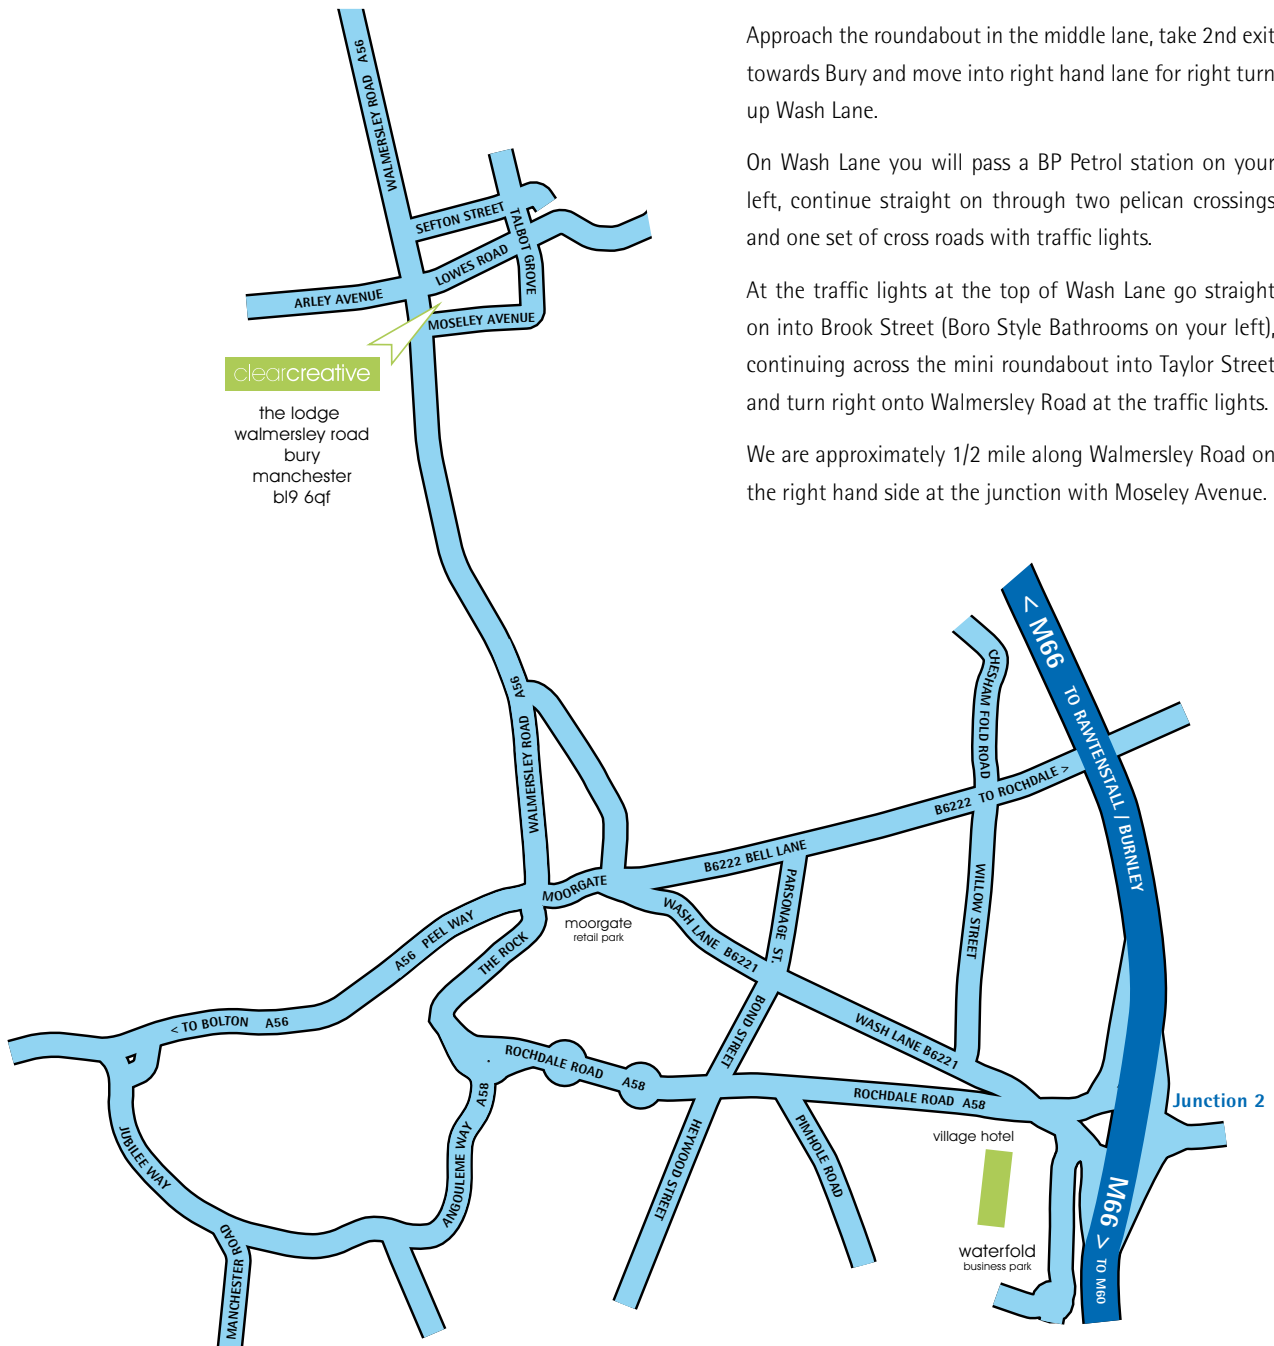 Approach the roundabout in the middle lane, take 2nd exit
towards Bury and move into right hand lane for right turn
up Wash Lane.
On Wash Lane you will pass a BP Petrol station on your
left, continue straight on through two pelican crossings
and one set of cross roads with traffic lights.
At the traffic lights at the top of Wash Lane go straight
on into Brook Street (Boro Style Bathrooms on your left),
continuing across the mini roundabout into Taylor Street
and turn right onto Walmersley Road at the traffic lights.
We are approximately 1/2 mile along Walmersley Road on
the right hand side at the junction with Moseley Avenue.
WALMERSLEY ROAD A56
SEFTON STREET
TALBOT GROVE
LOWES ROAD
ARLEY AVENUE
MOSELEY AVENUE
clearcreative
the lodge
walmersley road
bury
manchester
bl9 6qf
< M66 TO RAWTENSTALL / BURNLEY
CHESHAM FOLD ROAD
WALMERSLEY ROAD A56
B6222 TO ROCHDALE >
B6222 BELL LANE
MOORGATE
moorgate
retail park
PARSONAGE ST.
WILLOW STREET
WASH LANE B6221
A56 PEEL WAY
THE ROCK
< TO BOLTON A56
BOND STREET
WASH LANE B6221
ROCHDALE ROAD A58
A58
ROCHDALE ROAD A58
Junction 2
village hotel
JUBILEE WAY
ANGOULEME WAY
HEYWOOD STREET
PIMHOLE ROAD
MANCHESTER ROAD
waterfold
business park
M66 > TO M60